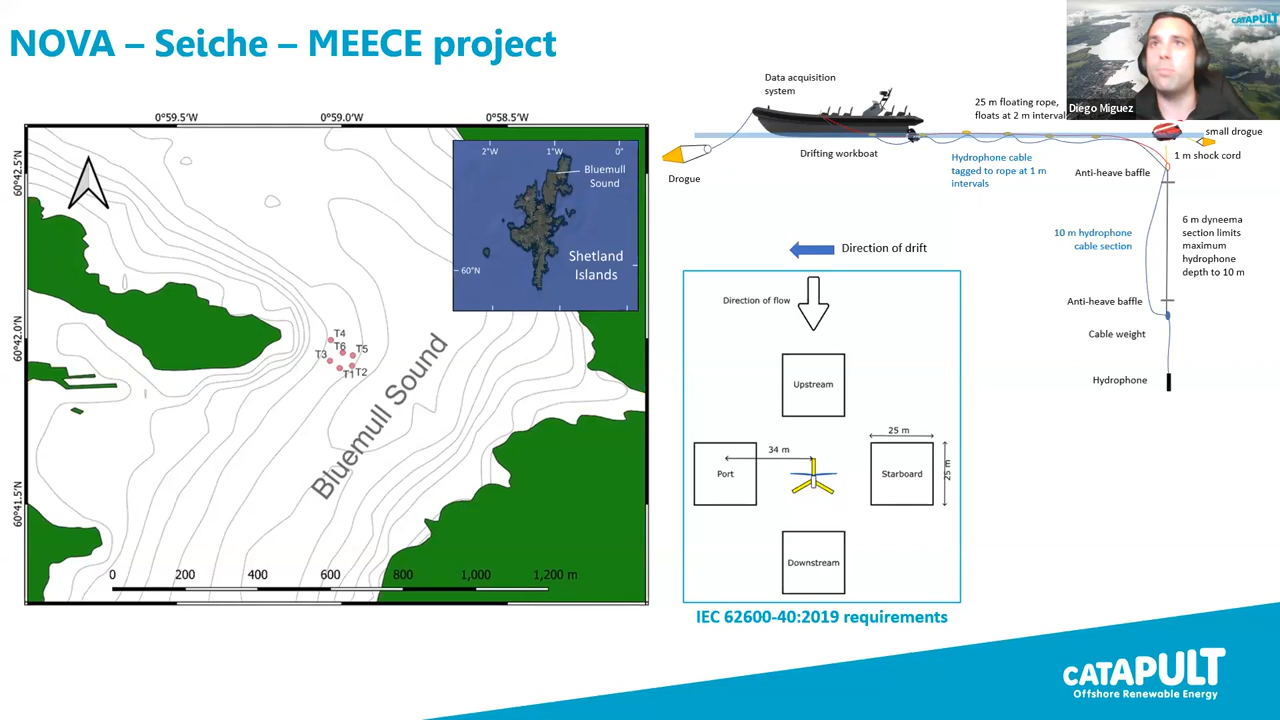 NOVA – Seiche – MEECE project
CATAPULT
Diego Miguez
0°59.5'W
0°59.0'W
0°58.5'W
60°42.5'N
60°42.0'N
60°41.5'N
2°W
1°W
0°
Bluemull
Sound
60°N
Shetland
Islands
T4
T6
T5
T3
T1
T2
Bluemull Sound
0
200
400
600
800
1,000
1,200 m
Data acquisition
system
25 m floating rope,
floats at 2 m interval
small drogue
Drogue
Drifting workboat
Hydrophone cable
tagged to rope at 1 m
intervals
1 m shock cord
Anti-heave baffle
10 m hydrophone
cable section
6 m dyneema
section limits
maximum
hydrophone
depth to 10 m
Anti-heave baffle
Cable weight
Hydrophone
Direction of drift
Direction of flow
Upstream
25 m
34 m
Port
Starboard
25 m
Downstream
IEC 62600-40:2019 requirements
CATAPULT
Offshore Renewable Energy